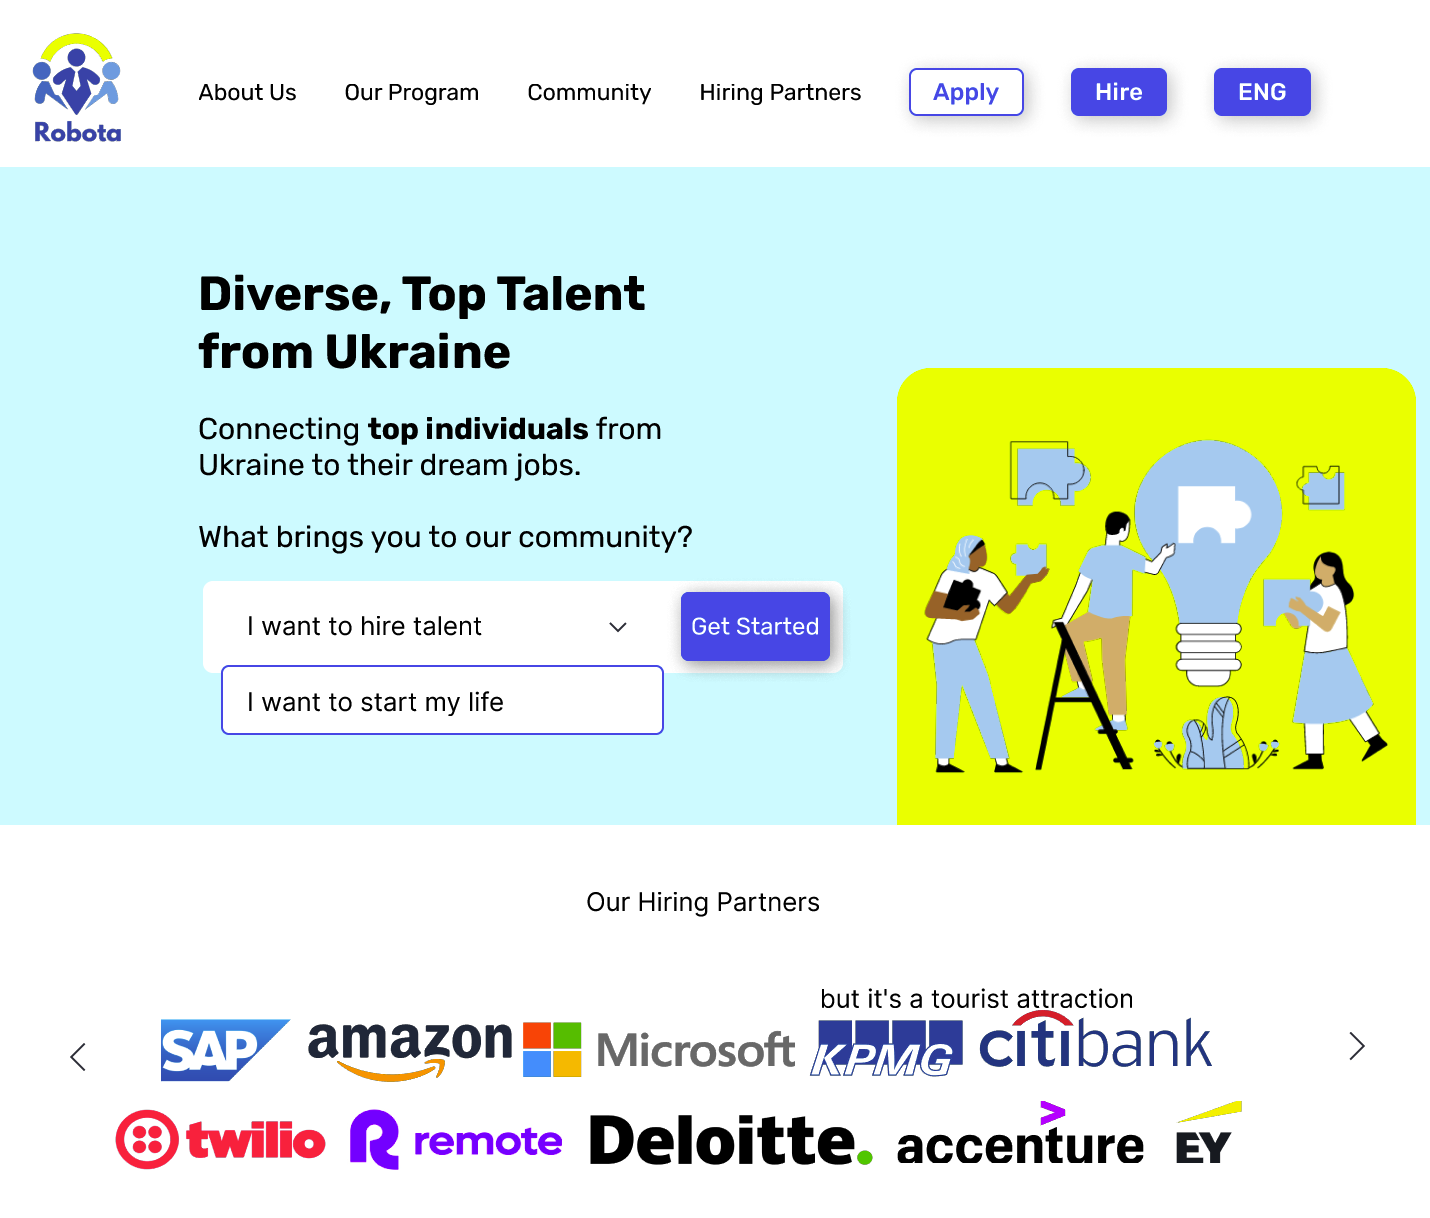 Robota
About Us
Our Program
Community
Hiring Partners
Apply
Hire
ENG
Diverse, Top Talent
from Ukraine
Connecting top individuals from
Ukraine to their dream jobs.
What brings you to our community?
I want to hire talent
Get Started
I want to start my life
Our Hiring Partners
but it's a tourist attraction
SAP
amazon
Microsoft
KPMG
citibank
twilio
remote
Deloitte.
accenture
EY